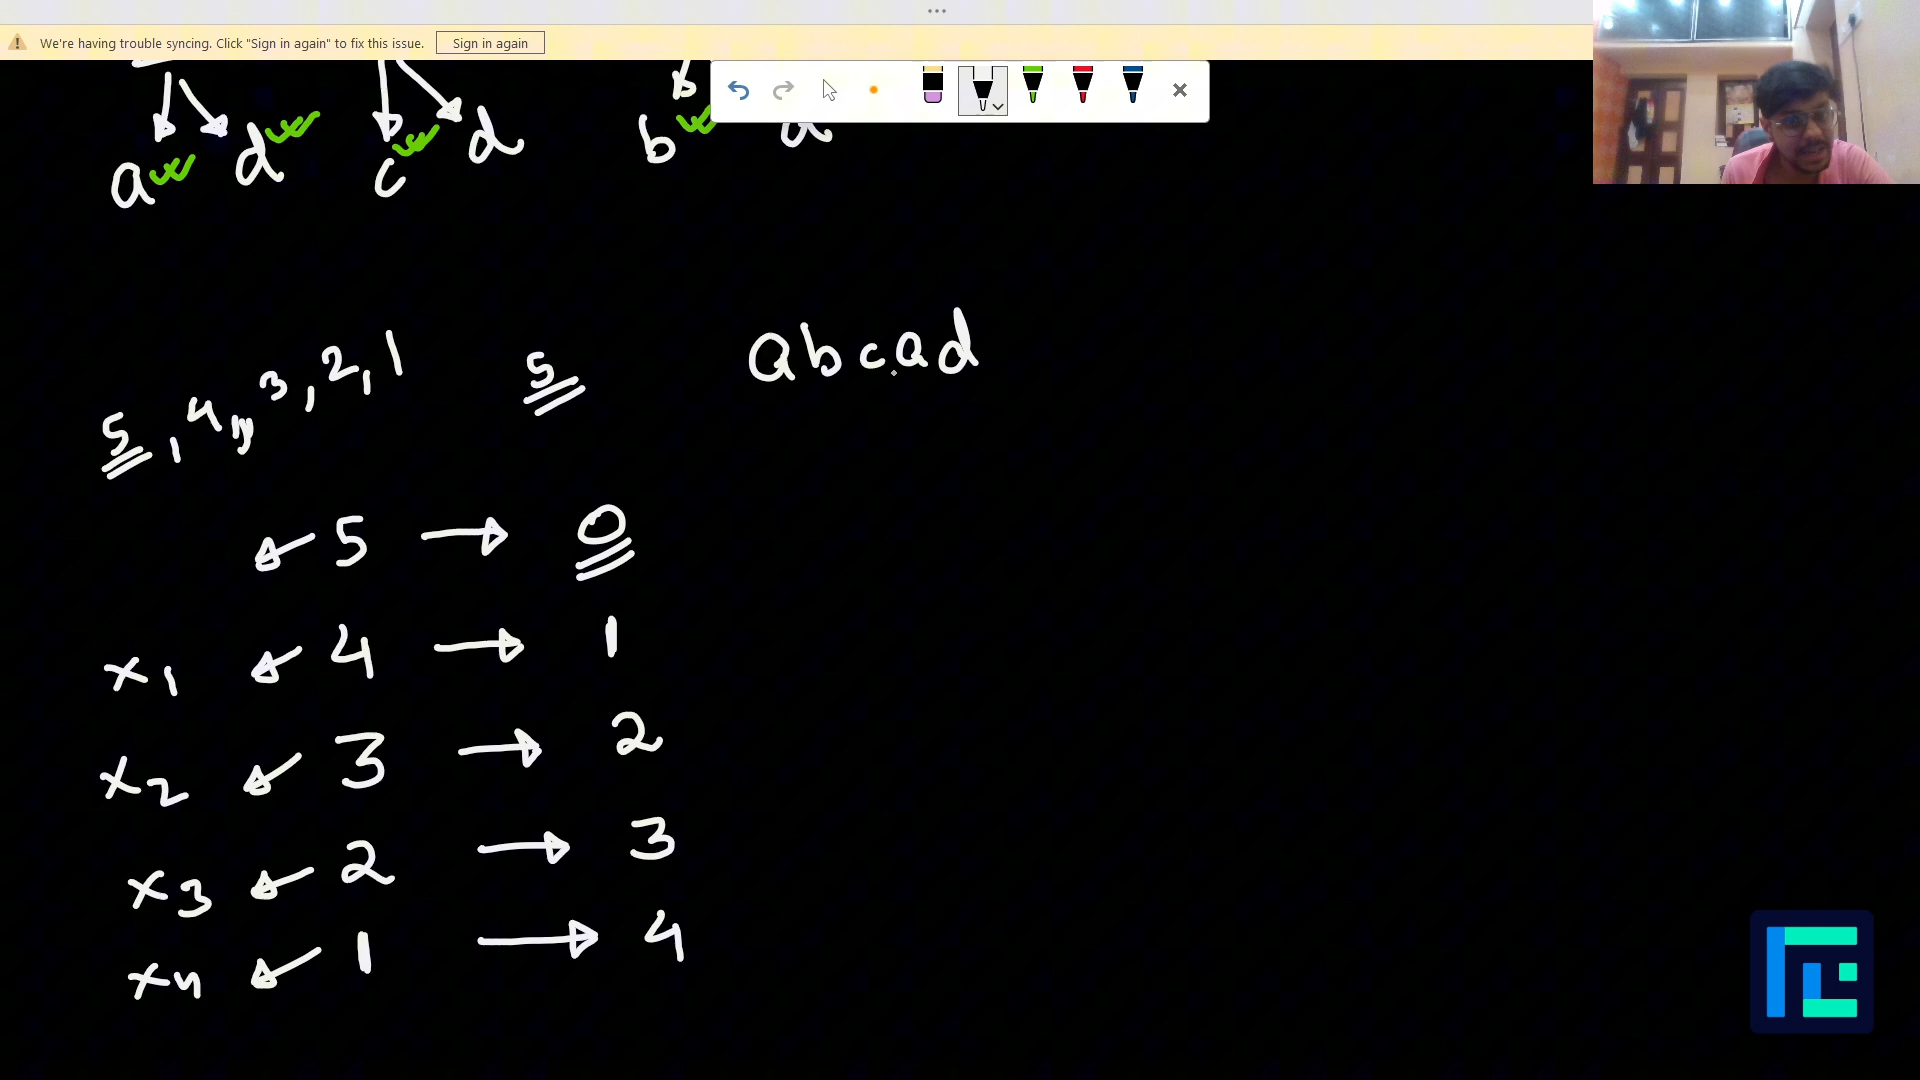 We're having trouble syncing. Click "Sign in again" to fix this issue. Sign in again
a d c d b d
5, 4, 3, 2, 1 5 abcad
← 5 → 0
x1 ← 4 → 1
x2 ← 3 → 2
x3 ← 2 → 3
x4 ← 1 → 4